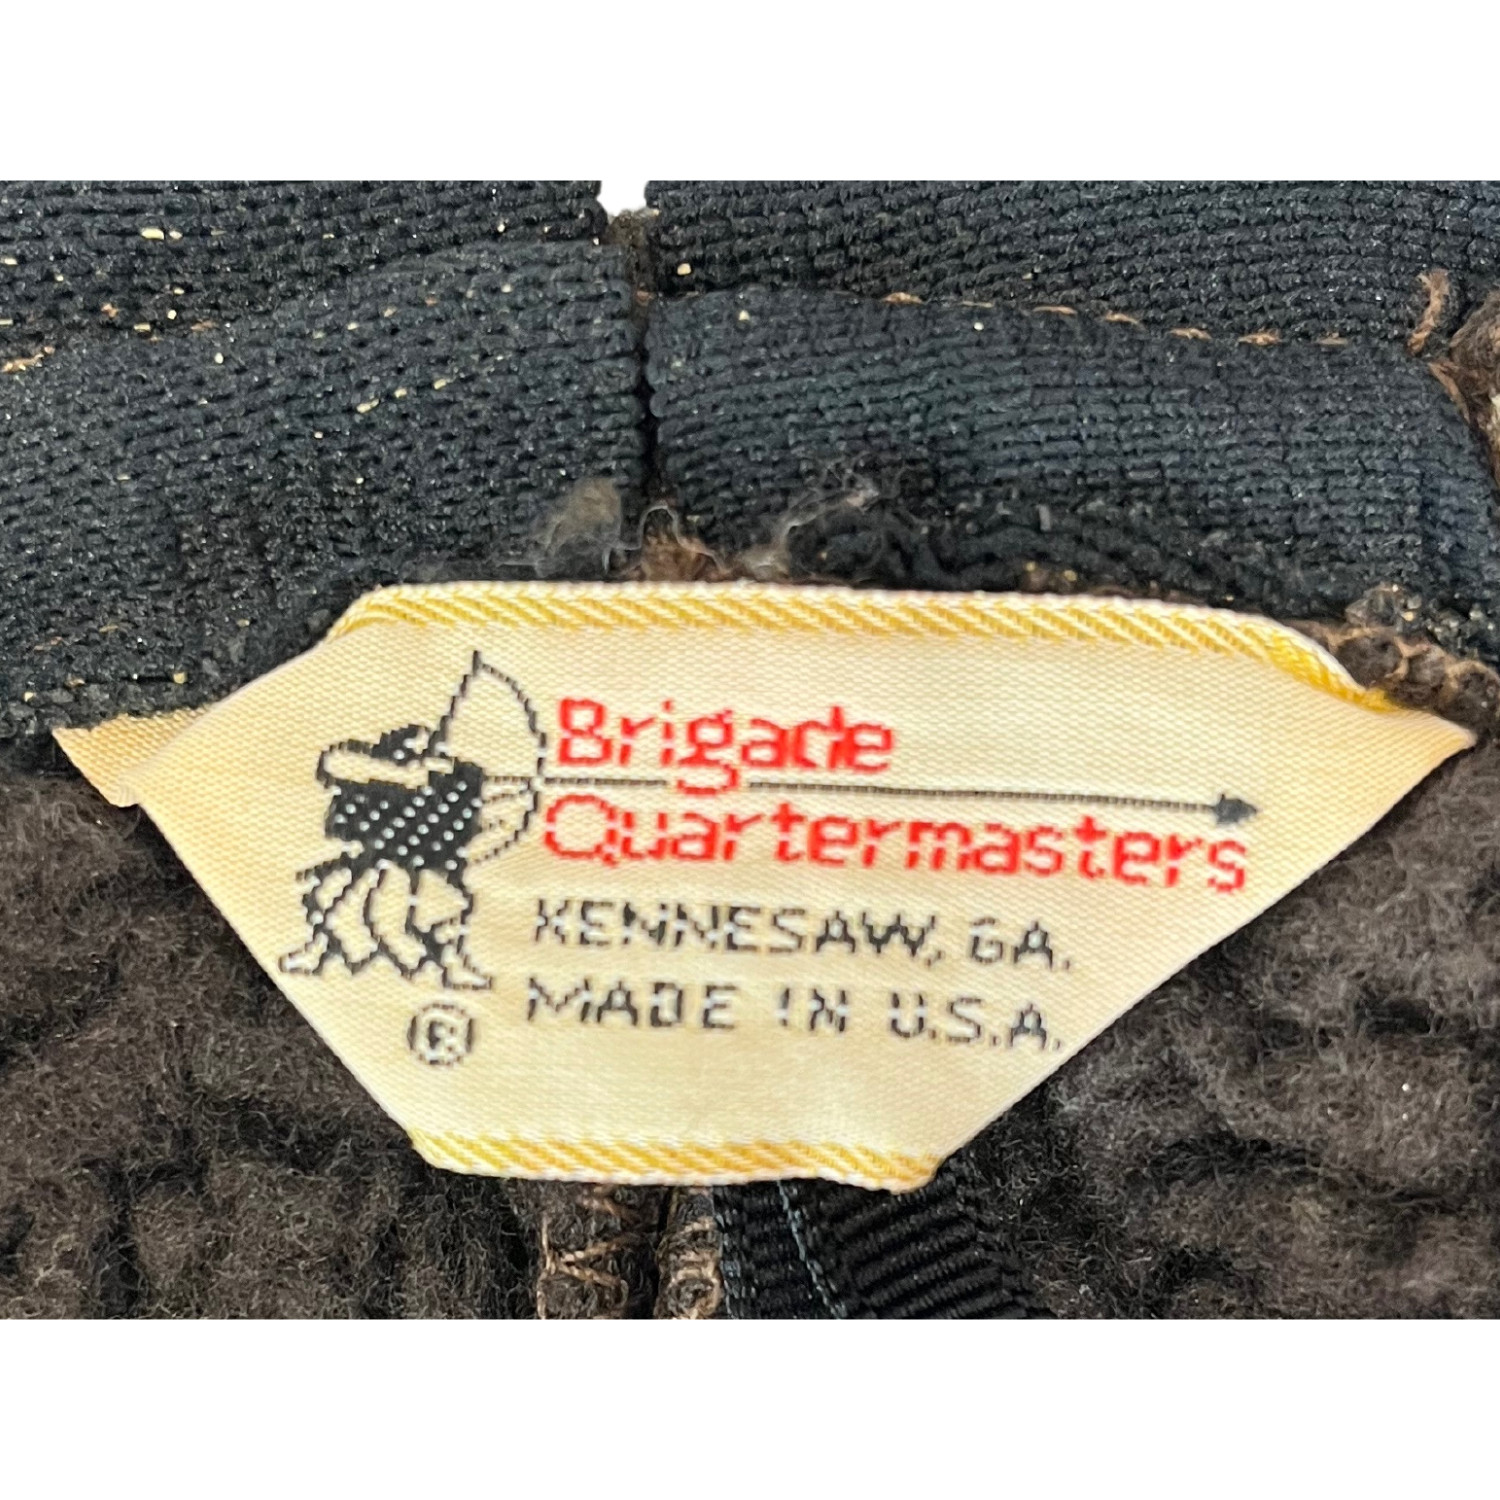 Brigade
Quartermasters
KENNESAW, GA.
MADE IN U.S.A.
®